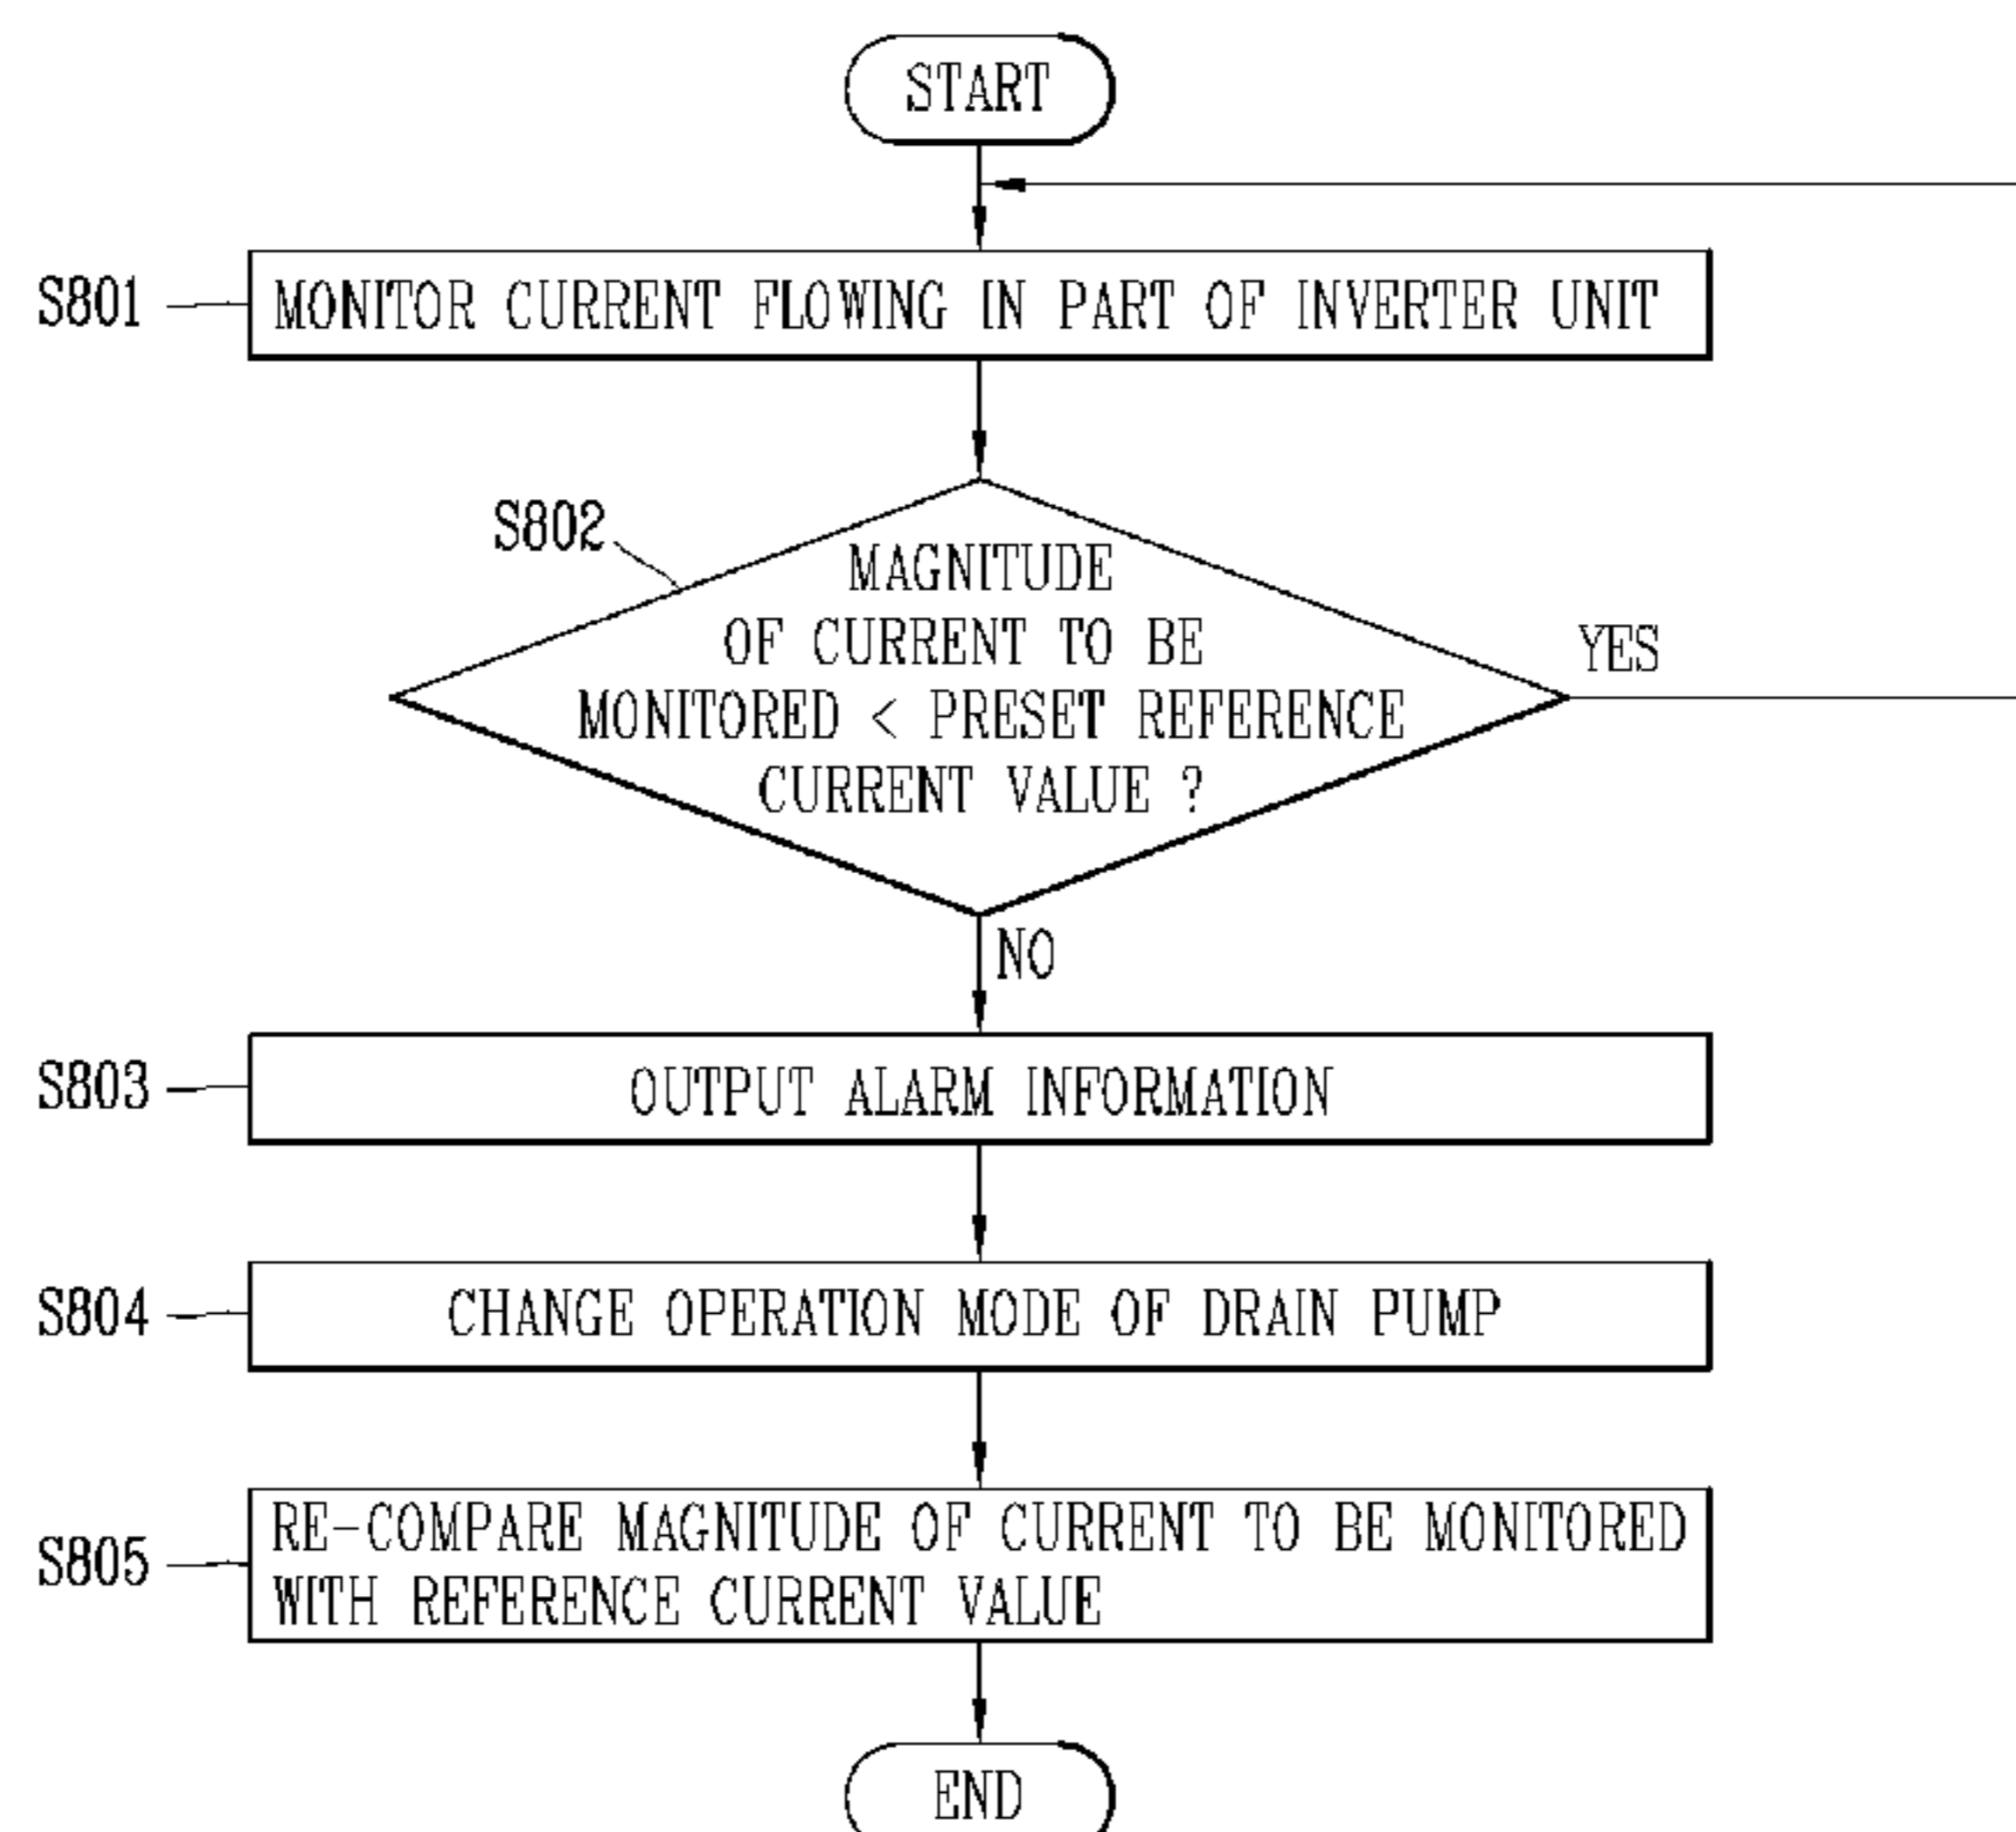 START
S801
MONITOR CURRENT FLOWING IN PART OF INVERTER UNIT
S802
MAGNITUDE
OF CURRENT TO BE
MONITORED < PRESET REFERENCE
CURRENT VALUE ?
YES
NO
S803
OUTPUT ALARM INFORMATION
S804
CHANGE OPERATION MODE OF DRAIN PUMP
S805
RE-COMPARE MAGNITUDE OF CURRENT TO BE MONITORED
WITH REFERENCE CURRENT VALUE
END